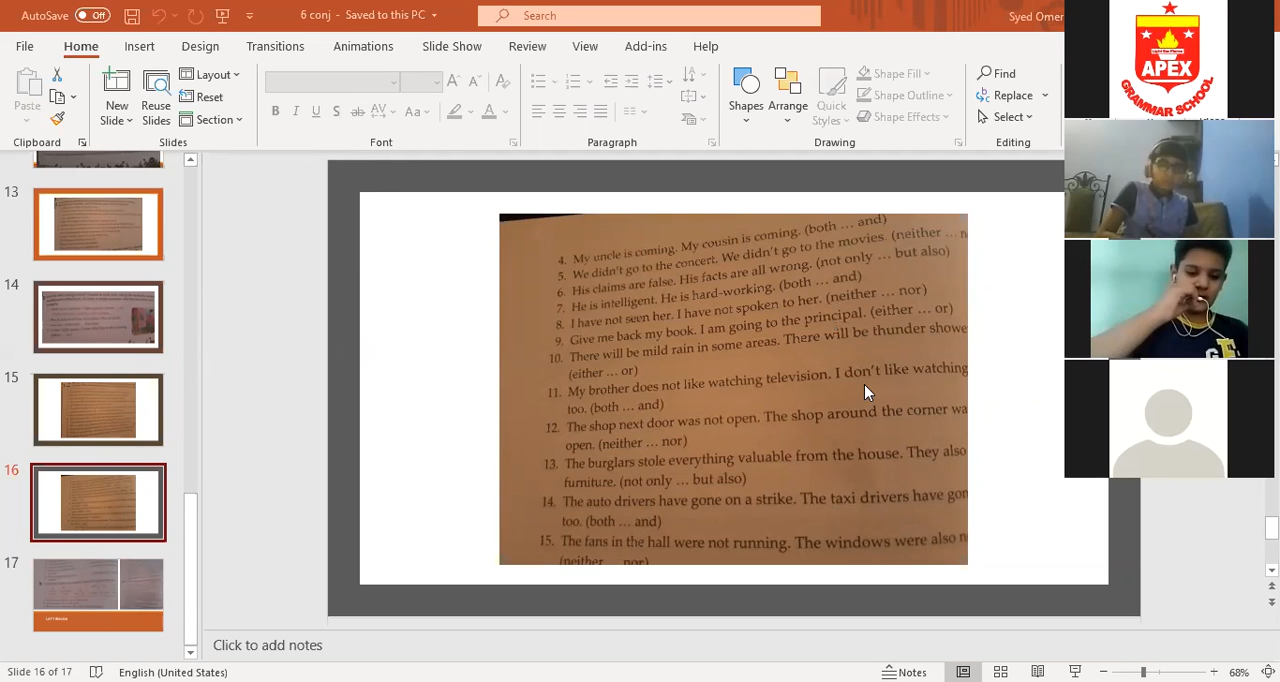 AutoSave Off 6 conj - Saved to this PC Search Syed Omer
File Home Insert Design Transitions Animations Slide Show Review View Add-ins Help
Paste
New Slide
Reuse Slides
Layout
Reset
Section
Shapes
Arrange
Quick Styles
Shape Fill
Shape Outline
Shape Effects
Find
Replace
Select
Clipboard Slides Font Paragraph Drawing Editing
13
14
15
16
17
4. My uncle is coming. My cousin is coming. (both ... and)
5. We didn't go to the concert. We didn't go to the movies. (neither ... n
6. His claims are false. His facts are all wrong. (not only ... but also)
7. He is intelligent. He is hard-working. (both ... and)
8. I have not seen her. I have not spoken to her. (neither ... nor)
9. Give me back my book. I am going to the principal. (either ... or)
10. There will be mild rain in some areas. There will be thunder showe
(either ... or)
11. My brother does not like watching television. I don't like watching
too. (both ... and)
12. The shop next door was not open. The shop around the corner wa
open. (neither ... nor)
13. The burglars stole everything valuable from the house. They also
furniture. (not only ... but also)
14. The auto drivers have gone on a strike. The taxi drivers have gon
too. (both ... and)
15. The fans in the hall were not running. The windows were also n
(neither ... nor)
Click to add notes
Slide 16 of 17 English (United States) Notes 68%
APEX
GRAMMAR SCHOOL